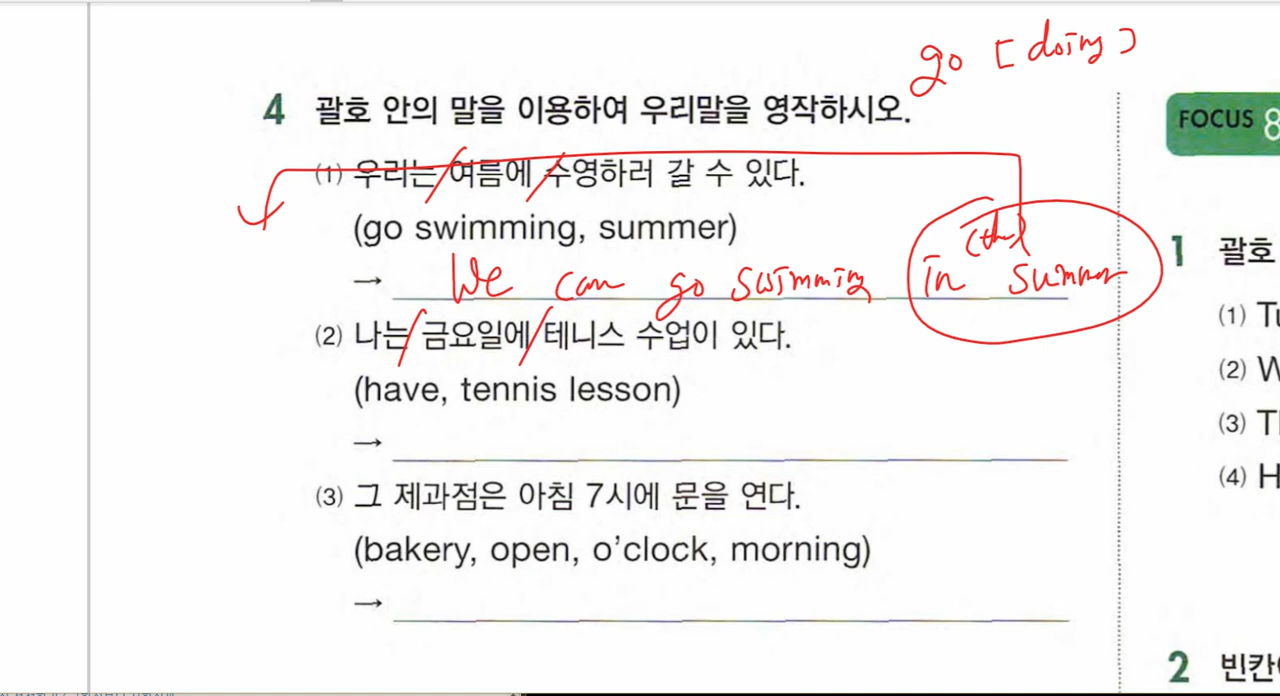 go [doing]
4 괄호 안의 말을 이용하여 우리말을 영작하시오.
(1) 우리는 여름에 수영하러 갈 수 있다.
(go swimming, summer)
(the)
→ We can go swimming in summer
(2) 나는 금요일에 테니스 수업이 있다.
(have, tennis lesson)
→
(3) 그 제과점은 아침 7시에 문을 연다.
(bakery, open, o'clock, morning)
→
FOCUS 8
1 괄호
(1) Tu
(2) W
(3) T
(4) H
2 빈칸